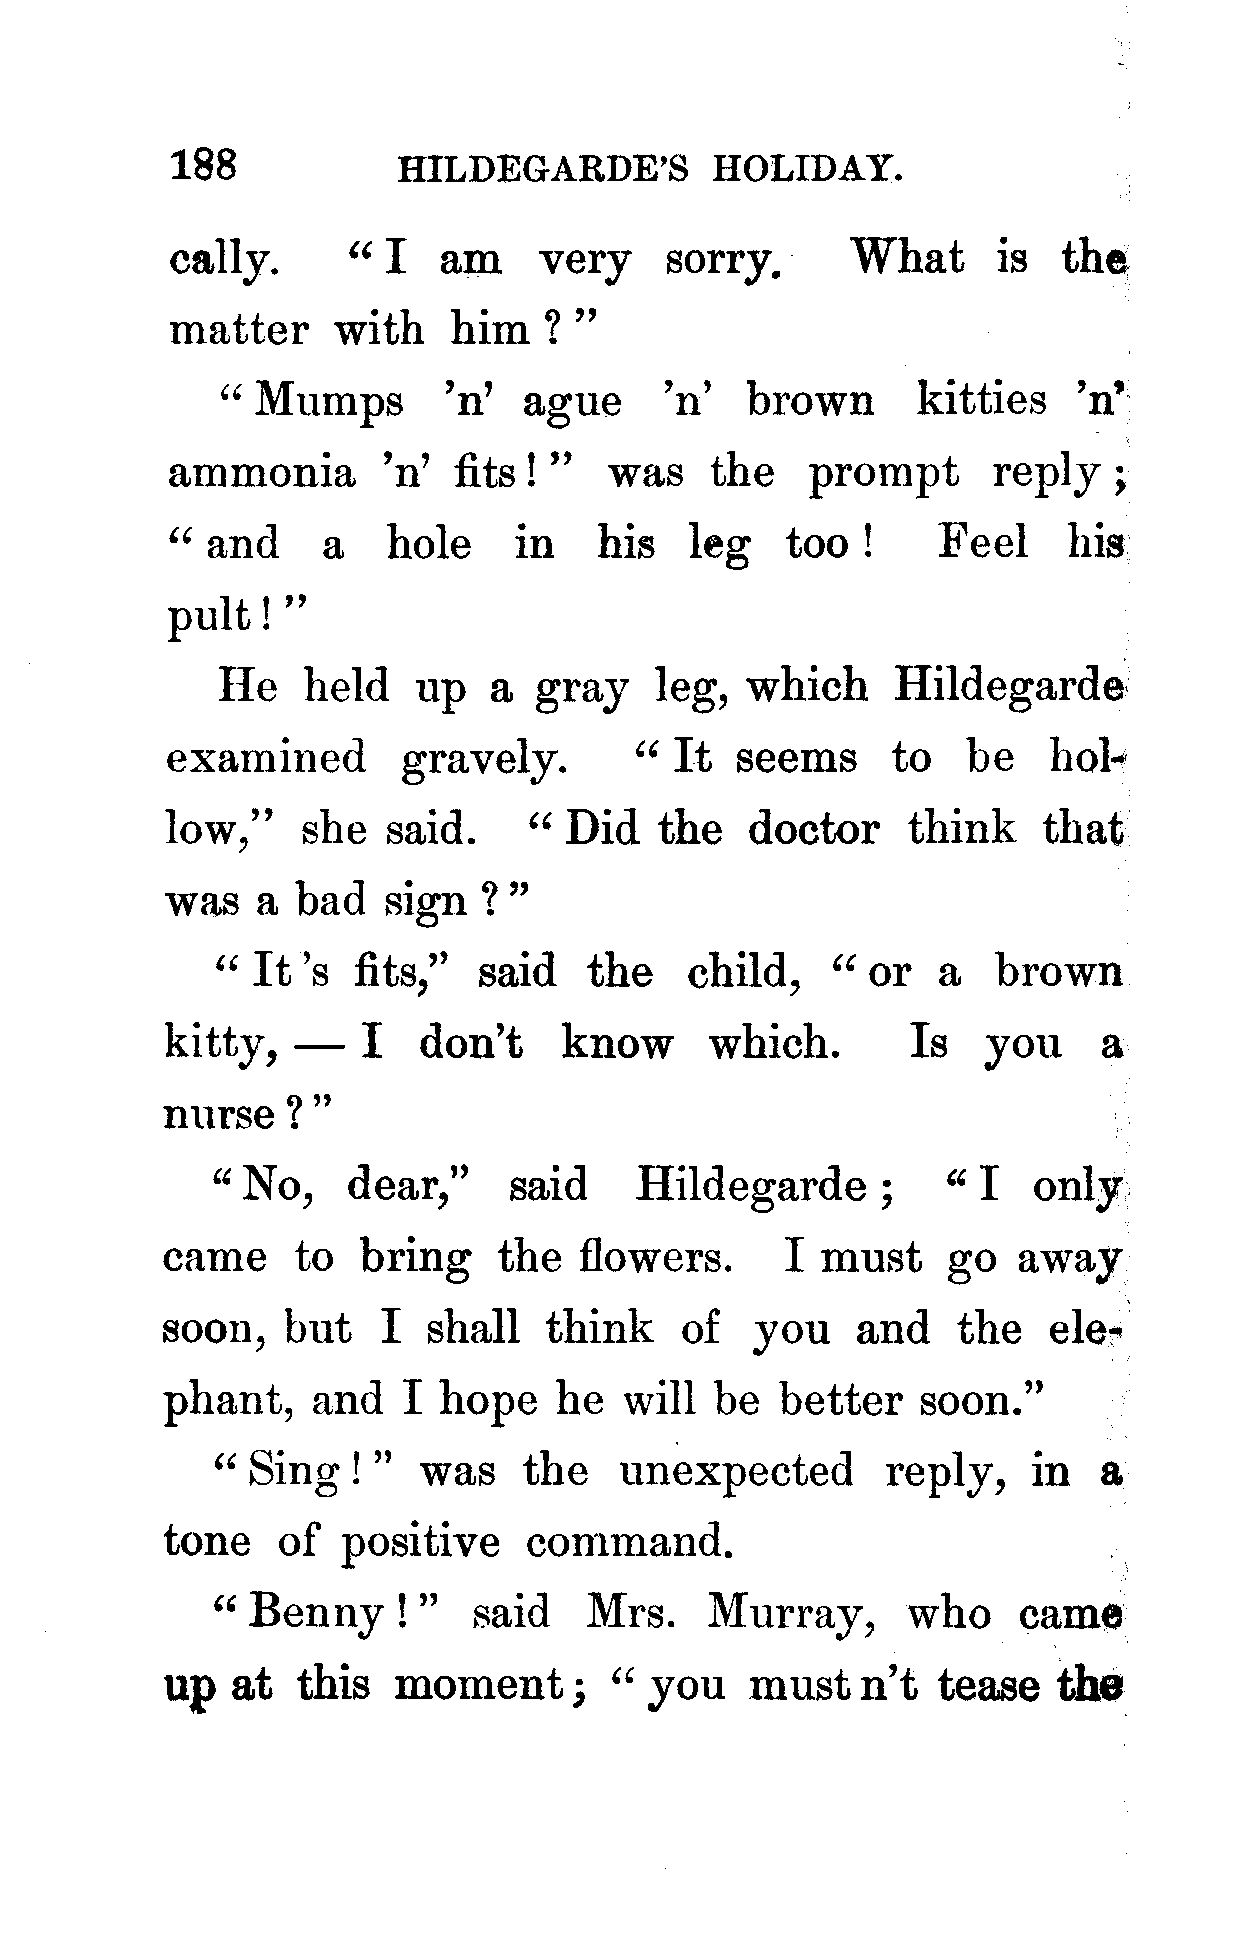 188 HILDEGARDE'S HOLIDAY.
cally. "I am very sorry. What is the
matter with him?"
"Mumps 'n' ague 'n' brown kitties 'n'
ammonia 'n' fits!" was the prompt reply;
"and a hole in his leg too! Feel his
pult!"
He held up a gray leg, which Hildegarde
examined gravely. "It seems to be hol-
low," she said. "Did the doctor think that
was a bad sign?"
"It's fits," said the child, "or a brown
kitty, — I don't know which. Is you a
nurse?"
"No, dear," said Hildegarde; "I only
came to bring the flowers. I must go away
soon, but I shall think of you and the ele-
phant, and I hope he will be better soon."
"Sing!" was the unexpected reply, in a
tone of positive command.
"Benny!" said Mrs. Murray, who came
up at this moment; "you mustn't tease the